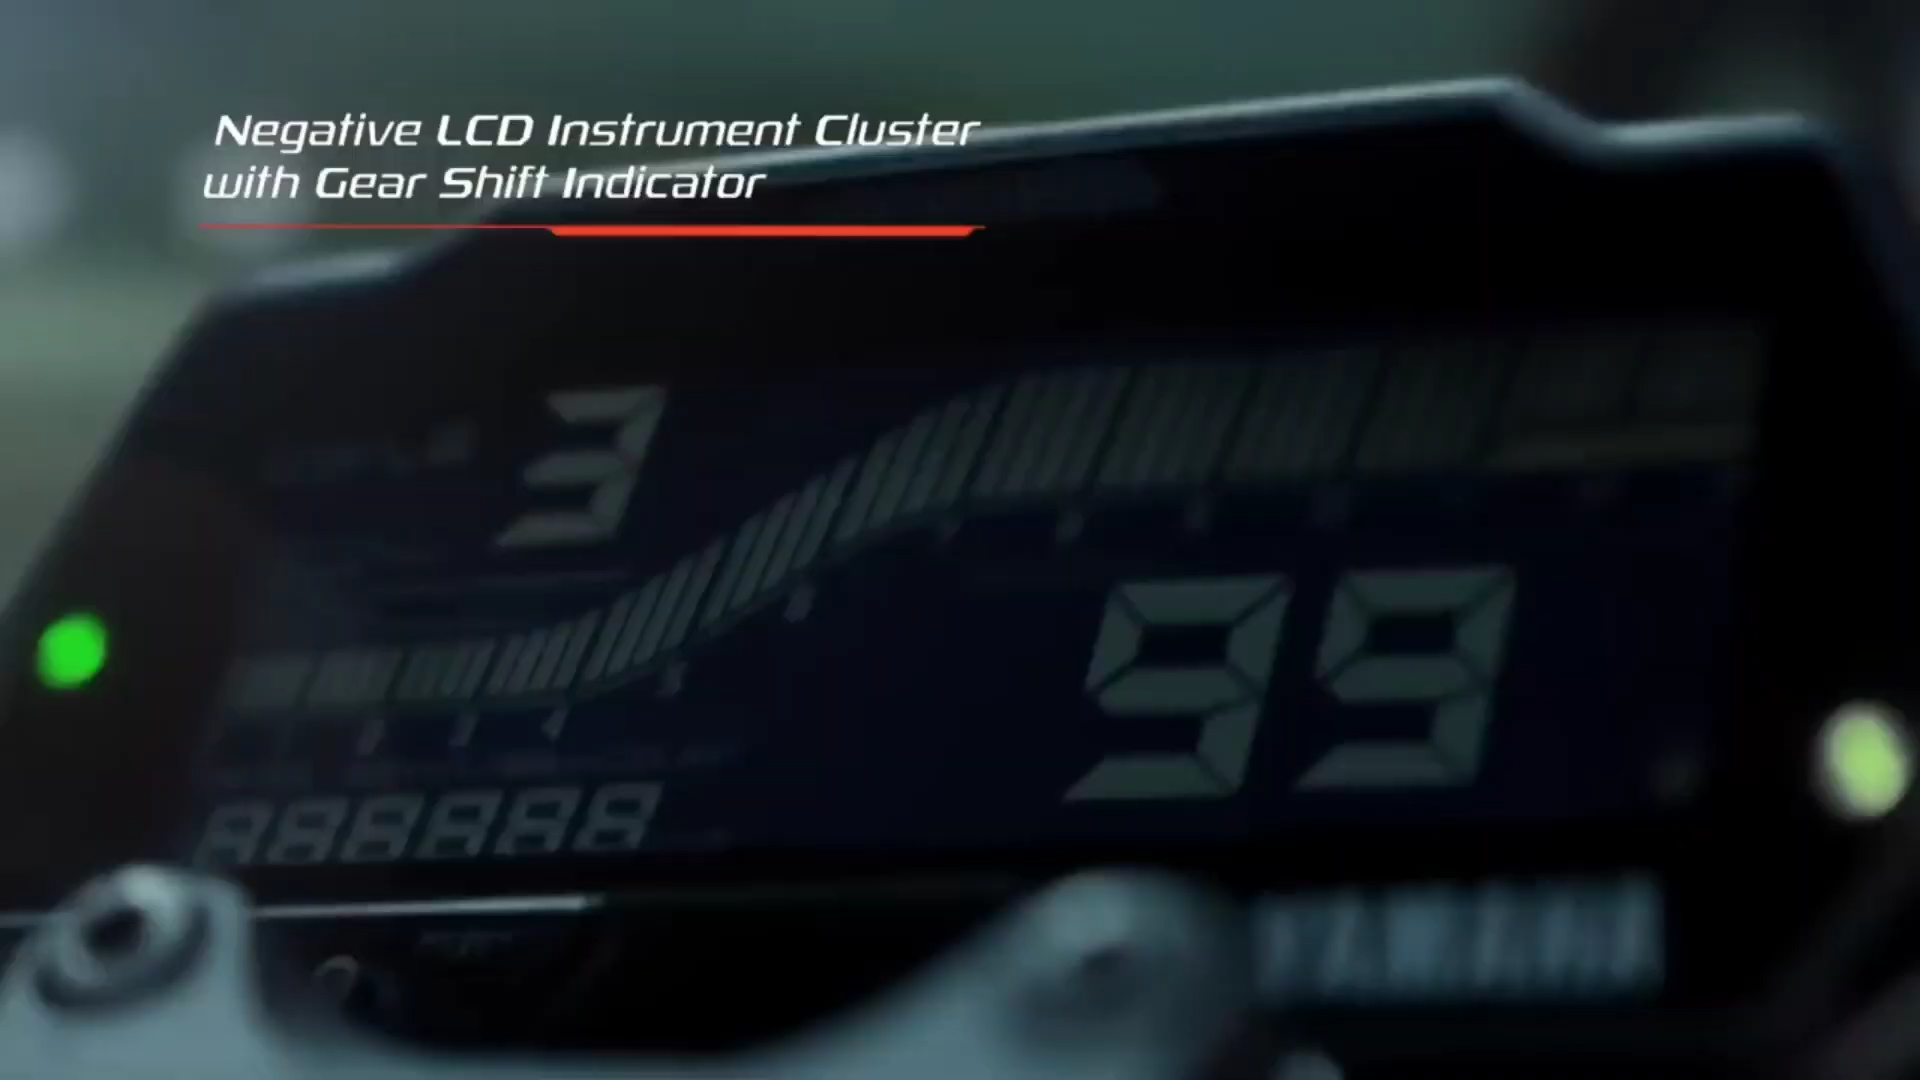 Negative LCD Instrument Cluster
with Gear Shift Indicator
3
99
888888
YAMAHA